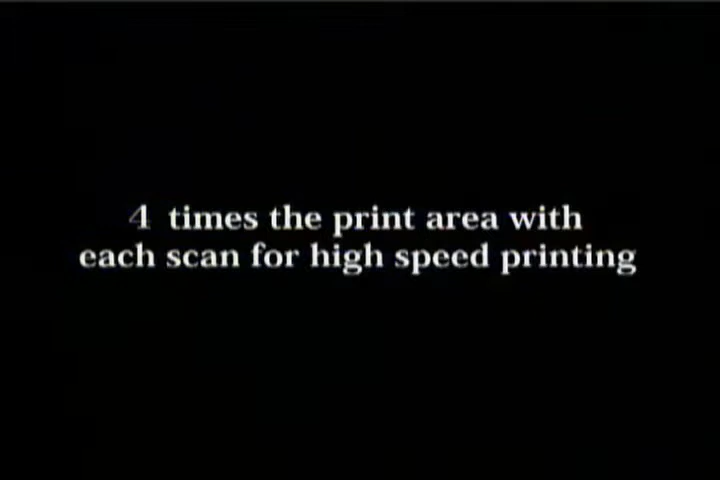 4 times the print area with
each scan for high speed printing